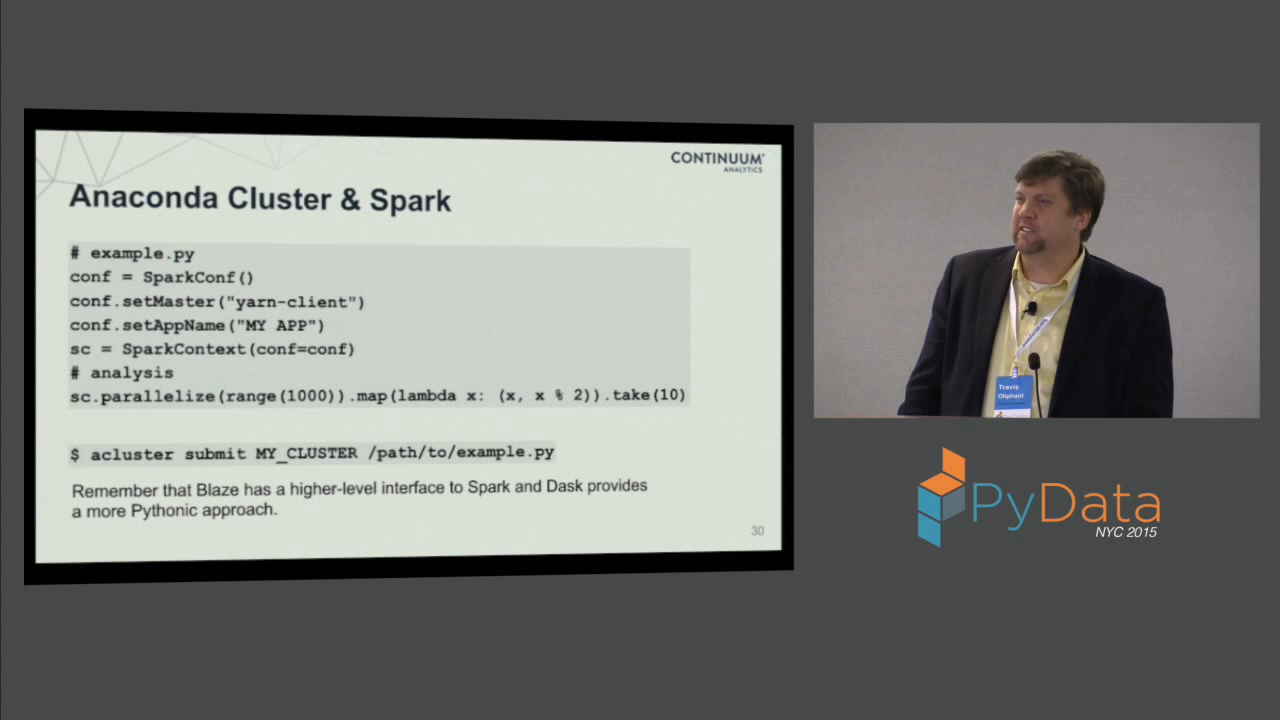 CONTINUUM
ANALYTICS
Anaconda Cluster & Spark
# example.py
conf = SparkConf()
conf.setMaster("yarn-client")
conf.setAppName("MY APP")
sc = SparkContext(conf=conf)
# analysis
sc.parallelize(range(1000)).map(lambda x: (x, x % 2)).take(10)
$ acluster submit MY_CLUSTER /path/to/example.py
Remember that Blaze has a higher-level interface to Spark and Dask provides
a more Pythonic approach.
30
Travis
Oliphant
PyData
NYC 2015